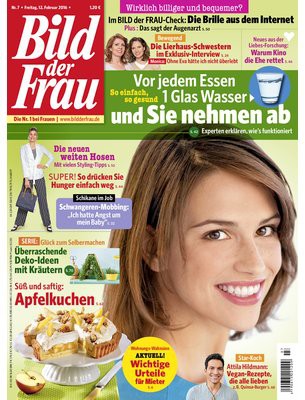 Nr. 7 • Freitag, 12. Februar 2016 • 1,20 €
Bild
der
Frau
Die Nr. 1 bei Frauen | www.bildderfrau.de
Wirklich billiger und bequemer?
Im BILD der FRAU-Check: Die Brille aus dem Internet
Plus: Das sagt der Augenarzt
Bewegend
Die Lierhaus-Schwestern
im Exklusiv-Interview
Monica: Ohne Eva hätte ich nicht überlebt
Neues aus der
Liebes-Forschung:
Warum Kino
die Ehe rettet
Vor jedem Essen
So einfach,
so gesund
1 Glas Wasser
und Sie nehmen ab
Experten erklären, wie's funktioniert
Die neuen
weiten Hosen
Mit vielen Styling-Tipps
SUPER! So drücken Sie
Hunger einfach weg
Schikane im Job
Schwangeren-Mobbing:
„Ich hatte Angst um
mein Baby"
SERIE: Glück zum Selbermachen
Überraschende
Deko-Ideen
mit Kräutern
Süß und saftig:
Apfelkuchen
Wohnungs-Wahnsinn
AKTUELL!
Wichtige
Urteile
für Mieter
Star-Koch
Attila Hildmann:
Vegan-Rezepte,
die alle lieben
z.B. Quinoa-Burger